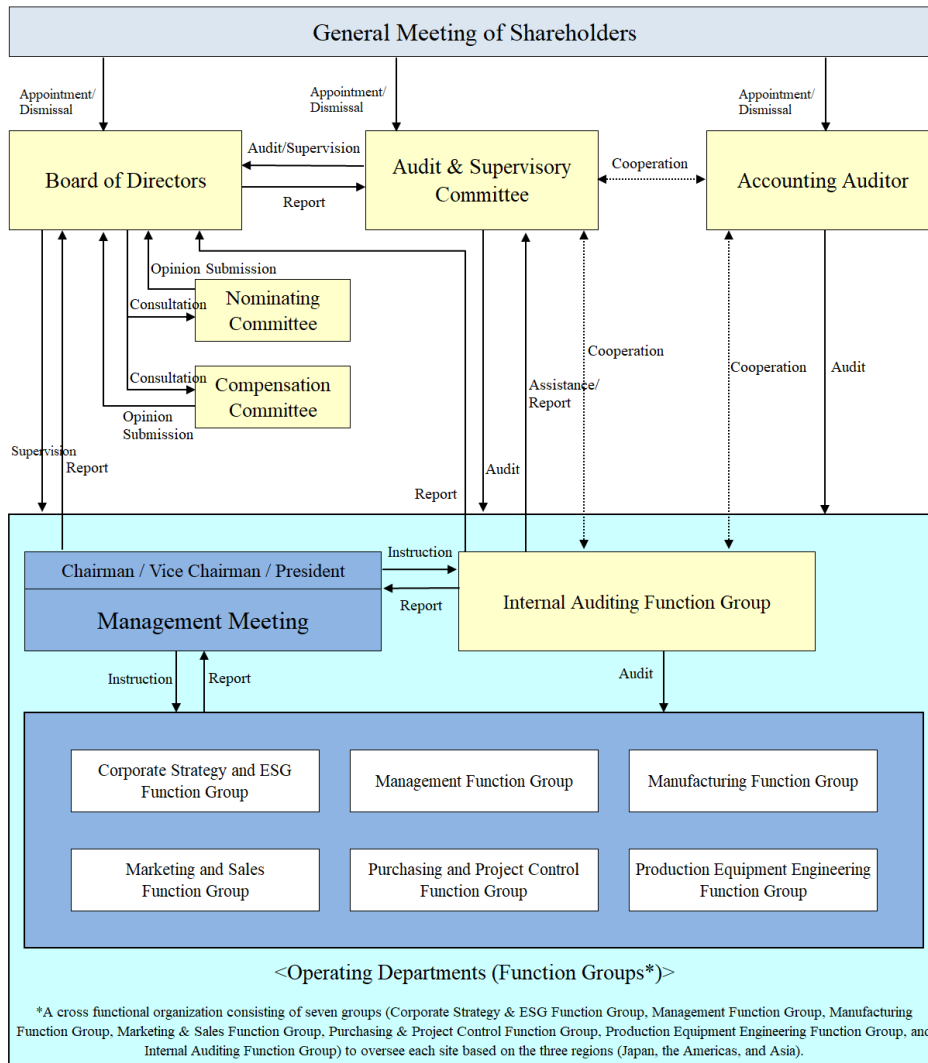 General Meeting of Shareholders
Appointment/
Dismissal
Appointment/
Dismissal
Appointment/
Dismissal
Board of Directors
Audit/Supervision
Report
Audit & Supervisory
Committee
Cooperation
Accounting Auditor
Opinion Submission
Consultation
Nominating
Committee
Consultation
Compensation
Committee
Opinion
Submission
Supervision
Report
Report
Audit
Assistance/
Report
Cooperation
Cooperation
Audit
Chairman / Vice Chairman / President
Management Meeting
Instruction
Report
Internal Auditing Function Group
Instruction
Report
Audit
Corporate Strategy and ESG
Function Group
Management Function Group
Manufacturing Function Group
Marketing and Sales
Function Group
Purchasing and Project Control
Function Group
Production Equipment Engineering
Function Group
<Operating Departments (Function Groups*)>
*A cross functional organization consisting of seven groups (Corporate Strategy & ESG Function Group, Management Function Group, Manufacturing
Function Group, Marketing & Sales Function Group, Purchasing & Project Control Function Group, Production Equipment Engineering Function Group, and
Internal Auditing Function Group) to oversee each site based on the three regions (Japan, the Americas, and Asia).